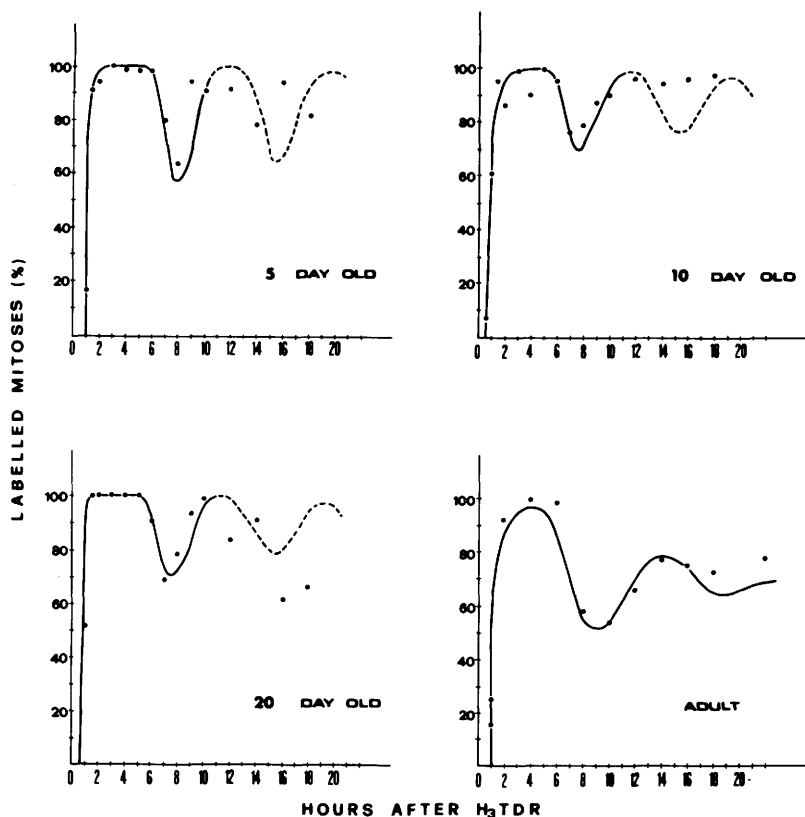 LABELLED MITOSES (%)
100
80
60
40
20
0 2 4 6 8 10 12 14 16 18 20
5 DAY OLD
100
80
60
40
20
0 2 4 6 8 10 12 14 16 18 20
10 DAY OLD
100
80
60
40
20
0 2 4 6 8 10 12 14 16 18 20
20 DAY OLD
100
80
60
40
20
0 2 4 6 8 10 12 14 16 18 20
ADULT
HOURS AFTER H3TDR